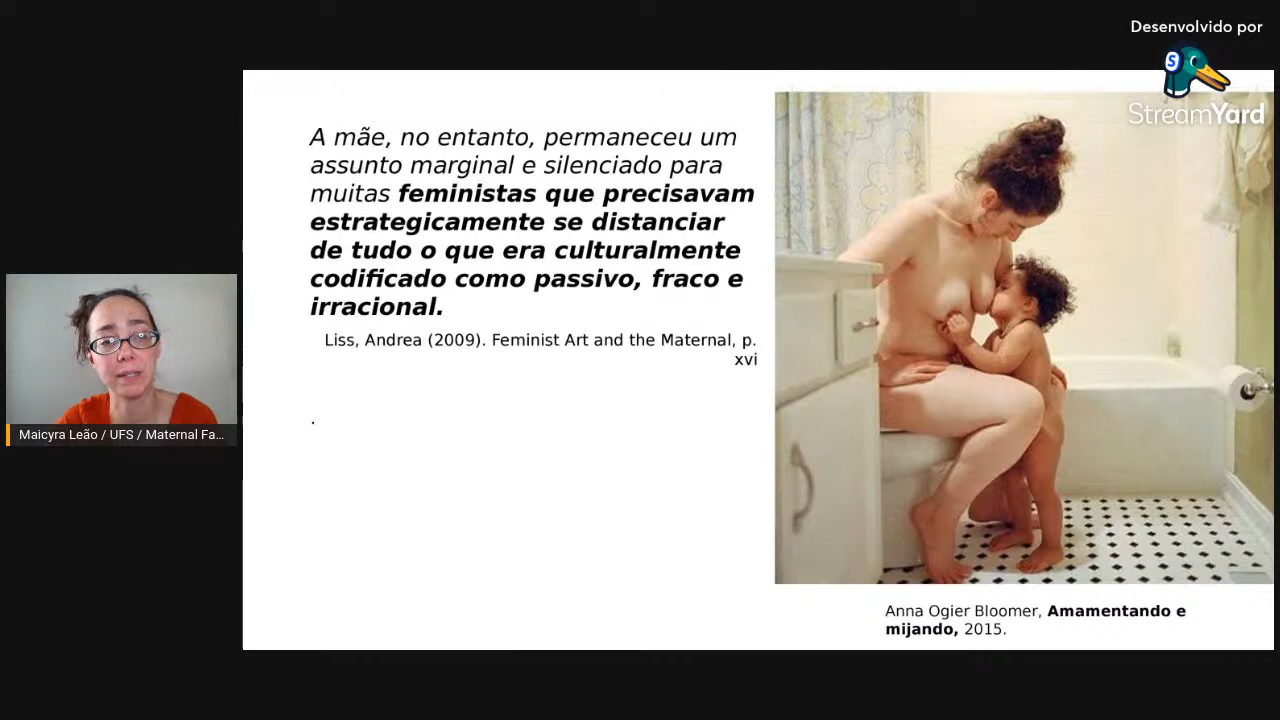 Desenvolvido por
StreamYard
A mãe, no entanto, permaneceu um
assunto marginal e silenciado para
muitas feministas que precisavam
estrategicamente se distanciar
de tudo o que era culturalmente
codificado como passivo, fraco e
irracional.
Liss, Andrea (2009). Feminist Art and the Maternal, p.
xvi
.
Maicyra Leão / UFS / Maternal Fa...
Anna Ogier Bloomer, Amamentando e
mijando, 2015.